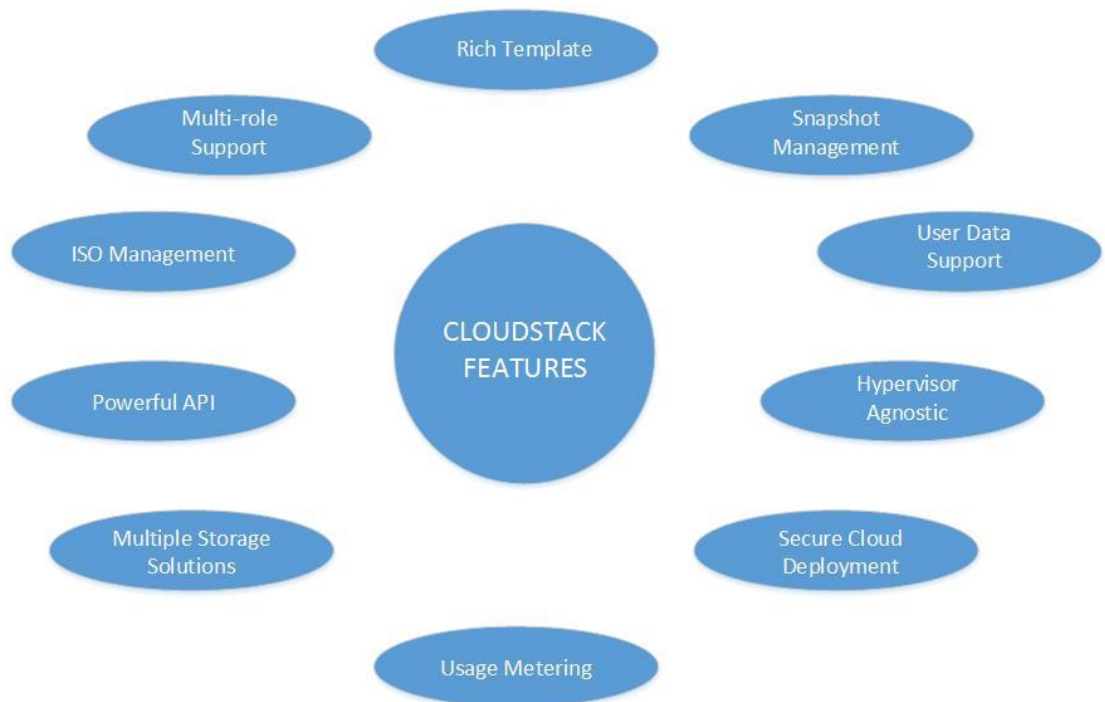 Rich Template
Multi-role
Support
Snapshot
Management
ISO Management
User Data
Support
CLOUDSTACK
FEATURES
Powerful API
Hypervisor
Agnostic
Multiple Storage
Solutions
Secure Cloud
Deployment
Usage Metering